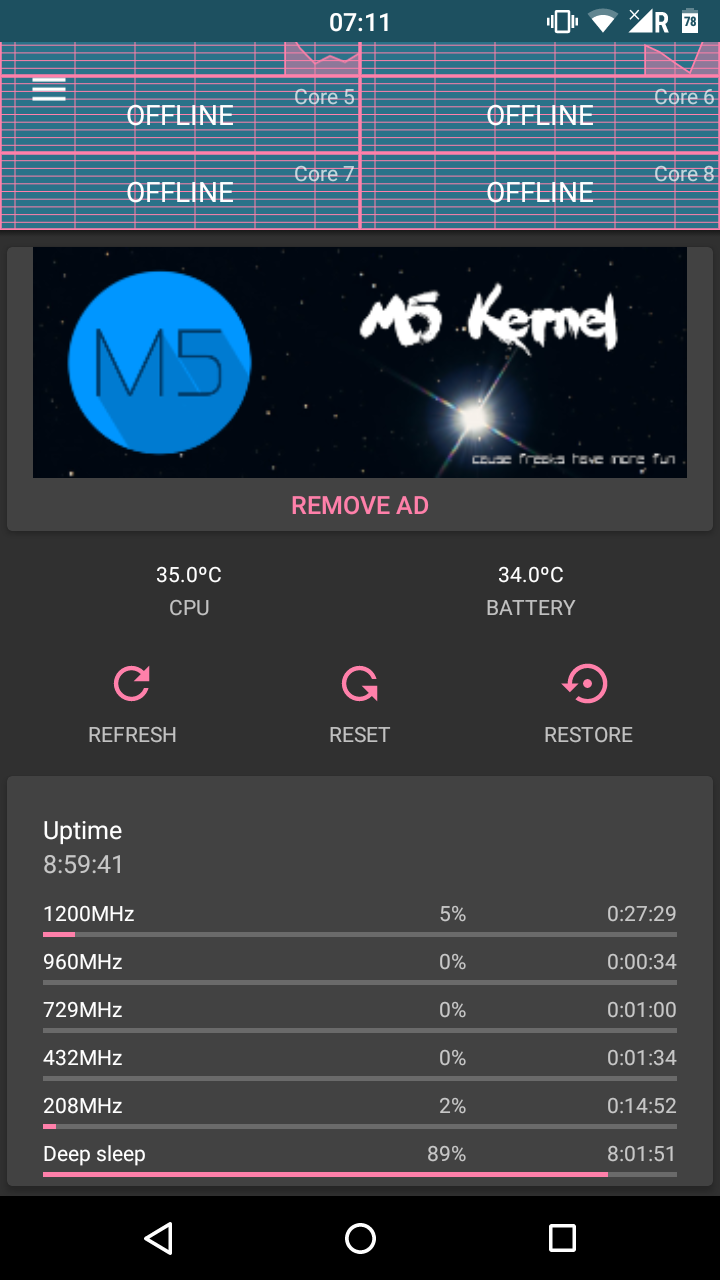 07:11 R 78
Core 5 Core 6
OFFLINE OFFLINE
Core 7 Core 8
OFFLINE OFFLINE
M5 M5 Kernel
cause freeks have more fun
REMOVE AD
35.0ºC 34.0ºC
CPU BATTERY
REFRESH RESET RESTORE
Uptime
8:59:41
1200MHz 5% 0:27:29
960MHz 0% 0:00:34
729MHz 0% 0:01:00
432MHz 0% 0:01:34
208MHz 2% 0:14:52
Deep sleep 89% 8:01:51